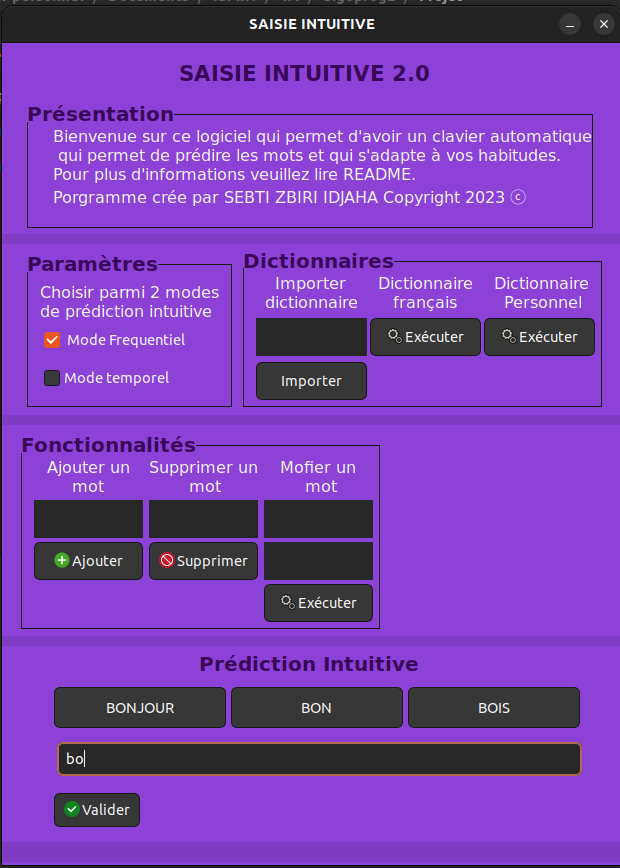 SAISIE INTUITIVE
SAISIE INTUITIVE 2.0
Présentation
Bienvenue sur ce logiciel qui permet d'avoir un clavier automatique
qui permet de prédire les mots et qui s'adapte à vos habitudes.
Pour plus d'informations veuillez lire README.
Porgramme crée par SEBTI ZBIRI IDJAHA Copyright 2023 ⓒ
Paramètres
Choisir parmi 2 modes
de prédiction intuitive
Mode Frequentiel
Mode temporel
Dictionnaires
Importer
dictionnaire
Importer
Dictionnaire
français
Exécuter
Dictionnaire
Personnel
Exécuter
Fonctionnalités
Ajouter un
mot
Ajouter
Supprimer un
mot
Supprimer
Mofier un
mot
Exécuter
Prédiction Intuitive
BONJOUR
BON
BOIS
bo
Valider